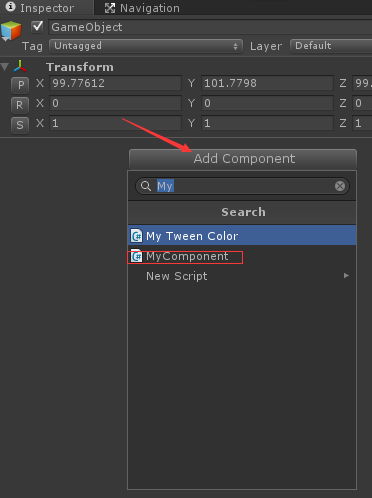 Inspector Navigation
GameObject
Tag Untagged Layer Default
Transform
P X 99.77612 Y 101.7798 Z 99.
R X 0 Y 0 Z 0
S X 1 Y 1 Z 1
Add Component
My
Search
My Tween Color
MyComponent
New Script